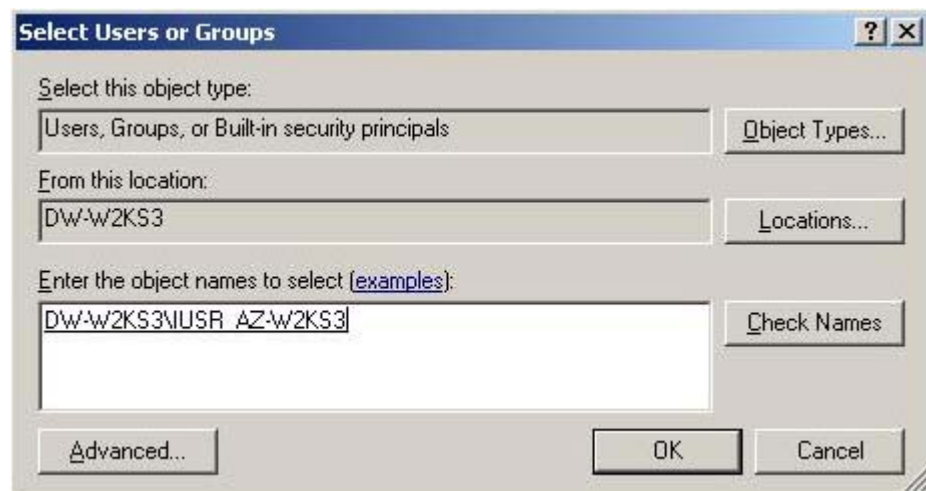 Select Users or Groups
Select this object type:
Users, Groups, or Built-in security principals
Object Types...
From this location:
DW-W2KS3
Locations...
Enter the object names to select (examples):
DW-W2KS3\IUSR_AZ-W2KS3
Check Names
Advanced...
OK
Cancel